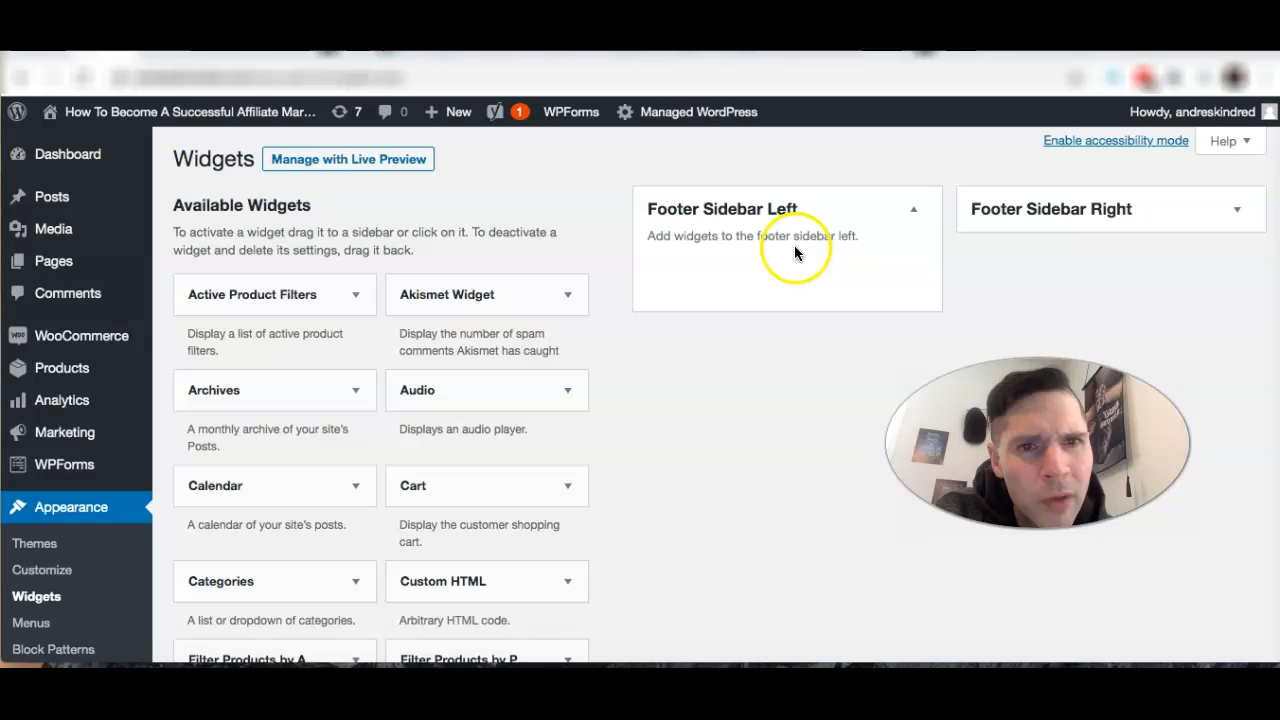 How To Become A Successful Affiliate Mar...
7
0
New
1
WPForms
Managed WordPress
Howdy, andreskindred
Dashboard
Posts
Media
Pages
Comments
WooCommerce
Products
Analytics
Marketing
WPForms
Appearance
Themes
Customize
Widgets
Menus
Block Patterns
Enable accessibility mode
Help
Widgets
Manage with Live Preview
Available Widgets
To activate a widget drag it to a sidebar or click on it. To deactivate a
widget and delete its settings, drag it back.
Active Product Filters
Display a list of active product
filters.
Akismet Widget
Display the number of spam
comments Akismet has caught
Archives
A monthly archive of your site's
Posts.
Audio
Displays an audio player.
Calendar
A calendar of your site's posts.
Cart
Display the customer shopping
cart.
Categories
A list or dropdown of categories.
Custom HTML
Arbitrary HTML code.
Filter Products by A
Filter Products by P
Footer Sidebar Left
Add widgets to the footer sidebar left.
Footer Sidebar Right